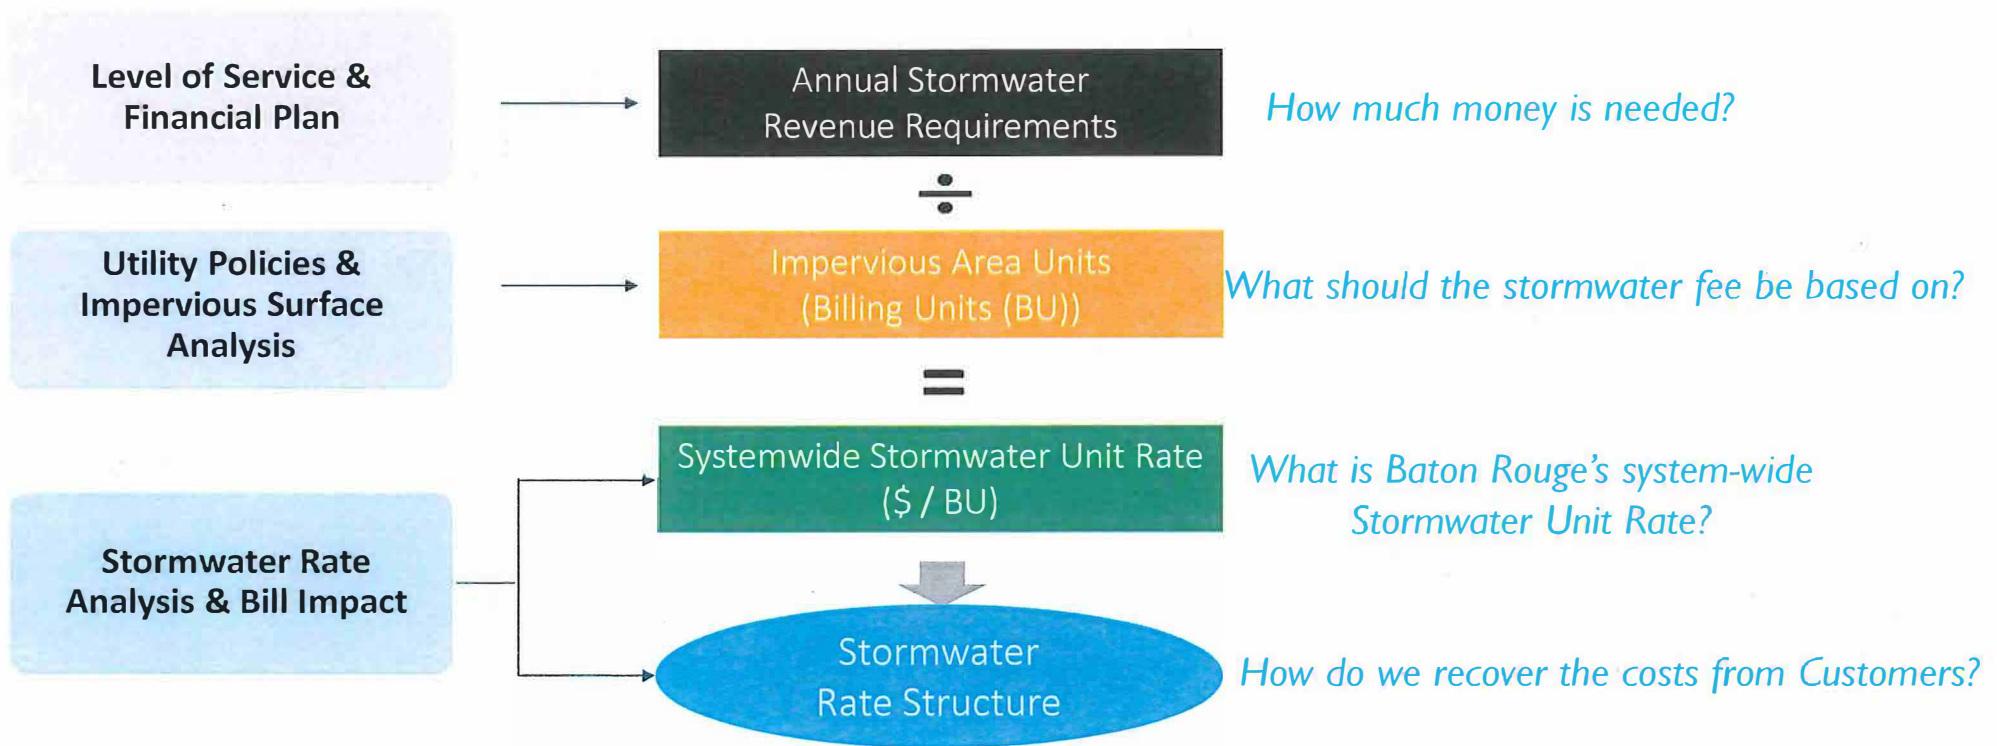 Level of Service &
Financial Plan
Annual Stormwater
Revenue Requirements
How much money is needed?
÷
Utility Policies &
Impervious Surface
Analysis
Impervious Area Units
(Billing Units (BU))
What should the stormwater fee be based on?
=
Stormwater Rate
Analysis & Bill Impact
Systemwide Stormwater Unit Rate
($ / BU)
What is Baton Rouge's system-wide
Stormwater Unit Rate?
Stormwater
Rate Structure
How do we recover the costs from Customers?